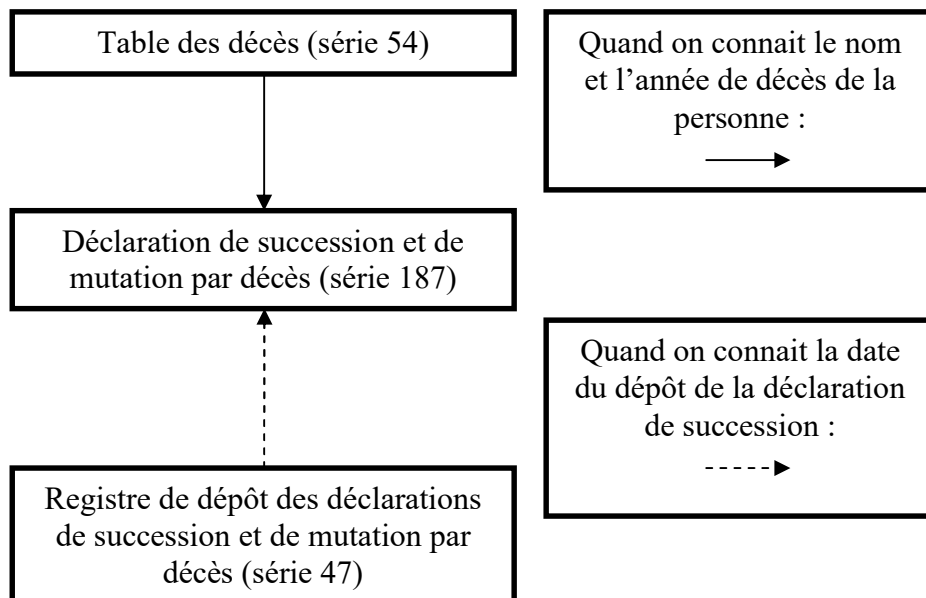 Table des décès (série 54)
Quand on connait le nom
et l’année de décès de la
personne :
Déclaration de succession et de
mutation par décès (série 187)
Quand on connait la date
du dépôt de la déclaration
de succession :
Registre de dépôt des déclarations
de succession et de mutation par
décès (série 47)